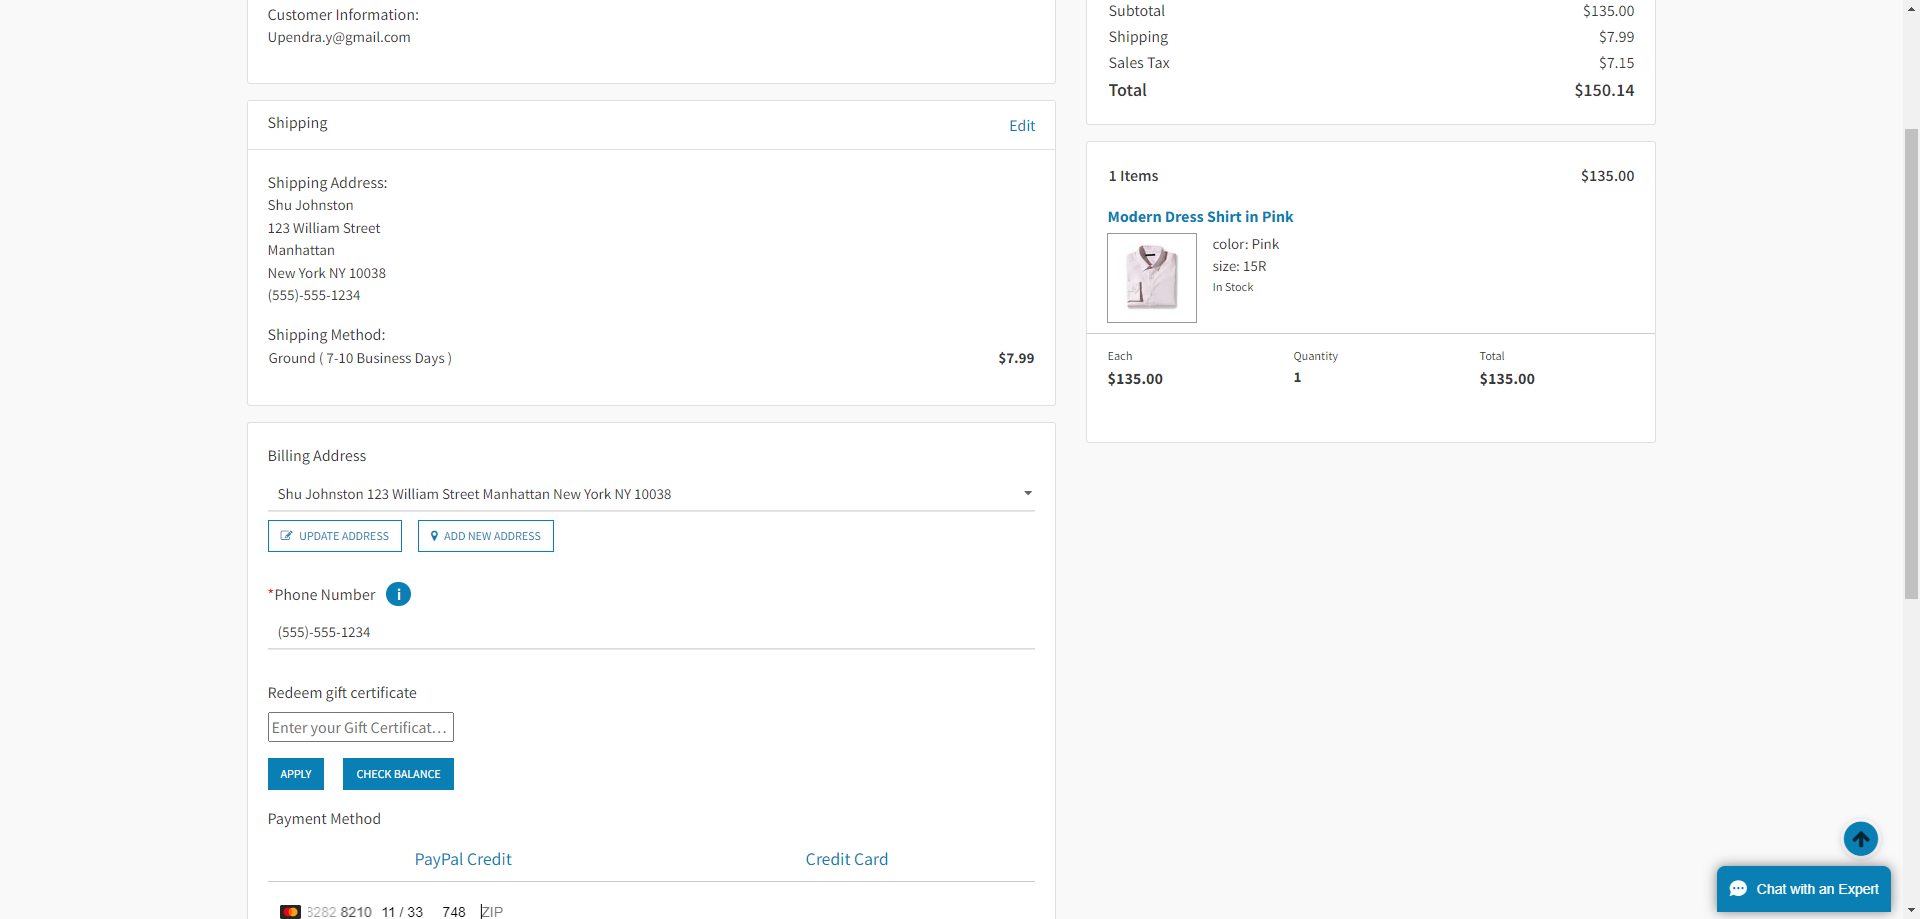 Customer Information:
Upendra.y@gmail.com
Shipping
Edit
Shipping Address:
Shu Johnston
123 William Street
Manhattan
New York NY 10038
(555)-555-1234
Shipping Method:
Ground ( 7-10 Business Days )
$7.99
Billing Address
Shu Johnston 123 William Street Manhattan New York NY 10038
UPDATE ADDRESS
ADD NEW ADDRESS
*Phone Number
i
(555)-555-1234
Redeem gift certificate
Enter your Gift Certificat...
APPLY
CHECK BALANCE
Payment Method
PayPal Credit
Credit Card
8282 8210 11 / 33 748 ZIP
Subtotal $135.00
Shipping $7.99
Sales Tax $7.15
Total $150.14
1 Items $135.00
Modern Dress Shirt in Pink
color: Pink
size: 15R
In Stock
Each Quantity Total
$135.00 1 $135.00
Chat with an Expert